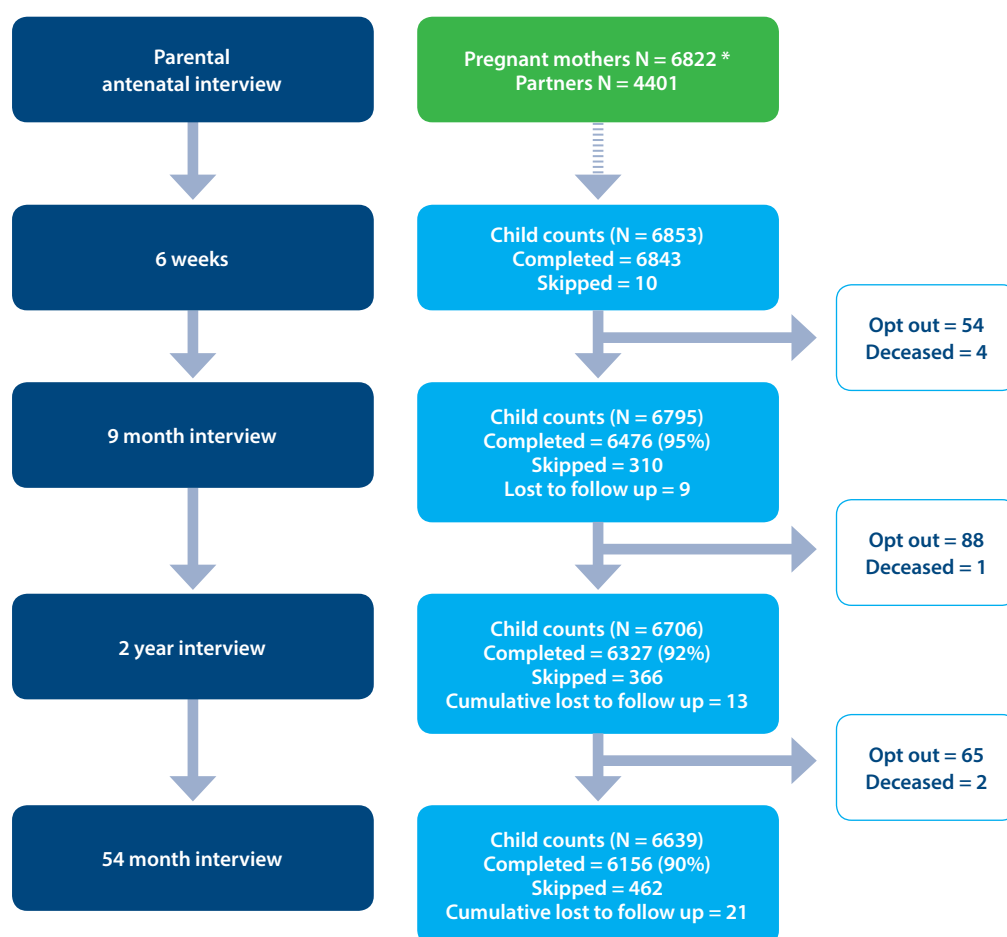 Parental
antenatal interview
Pregnant mothers N = 6822 *
Partners N = 4401
6 weeks
Child counts (N = 6853)
Completed = 6843
Skipped = 10
Opt out = 54
Deceased = 4
9 month interview
Child counts (N = 6795)
Completed = 6476 (95%)
Skipped = 310
Lost to follow up = 9
Opt out = 88
Deceased = 1
2 year interview
Child counts (N = 6706)
Completed = 6327 (92%)
Skipped = 366
Cumulative lost to follow up = 13
Opt out = 65
Deceased = 2
54 month interview
Child counts (N = 6639)
Completed = 6156 (90%)
Skipped = 462
Cumulative lost to follow up = 21